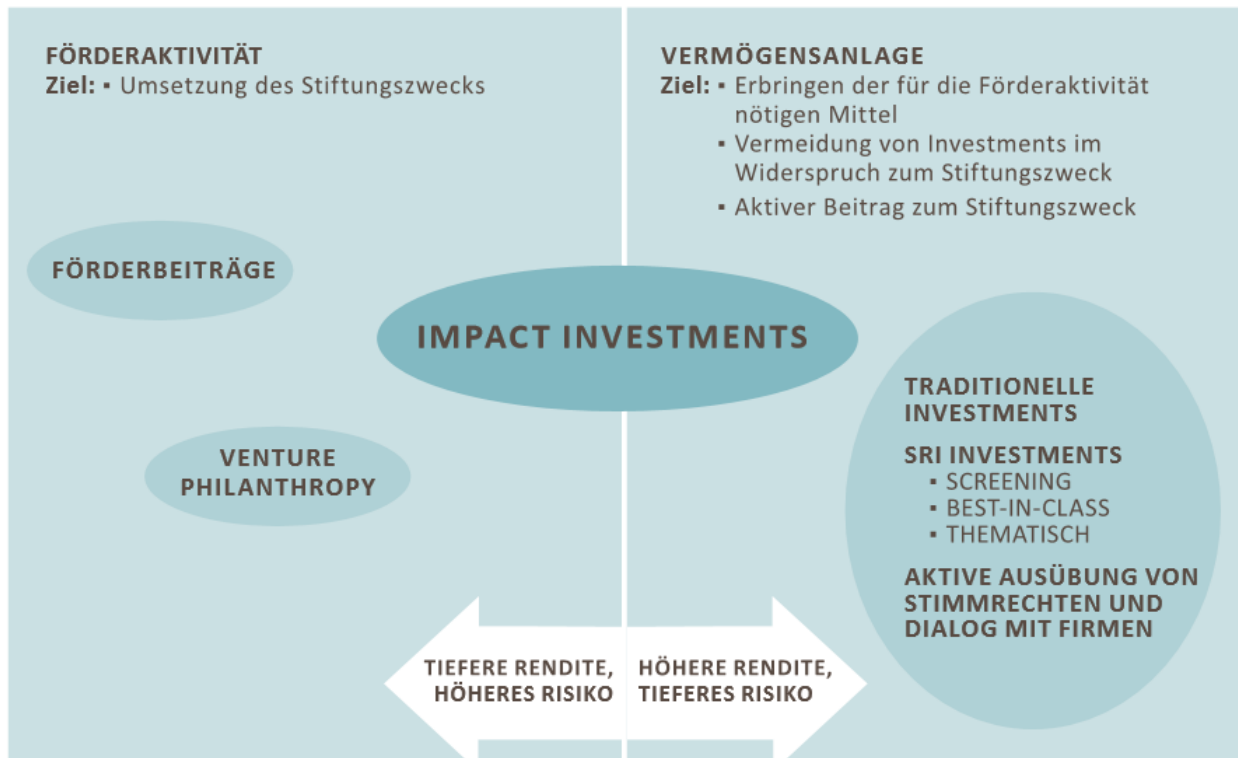 FÖRDERAKTIVITÄT
Ziel: ▪ Umsetzung des Stiftungszwecks
FÖRDERBEITRÄGE
VENTURE
PHILANTHROPY
IMPACT INVESTMENTS
VERMÖGENSANLAGE
Ziel: ▪ Erbringen der für die Förderaktivität
nötigen Mittel
▪ Vermeidung von Investments im
Widerspruch zum Stiftungszweck
▪ Aktiver Beitrag zum Stiftungszweck
TRADITIONELLE
INVESTMENTS
SRI INVESTMENTS
▪ SCREENING
▪ BEST-IN-CLASS
▪ THEMATISCH
AKTIVE AUSÜBUNG VON
STIMMRECHTEN UND
DIALOG MIT FIRMEN
TIEFERE RENDITE,
HÖHERES RISIKO
HÖHERE RENDITE,
TIEFERES RISIKO